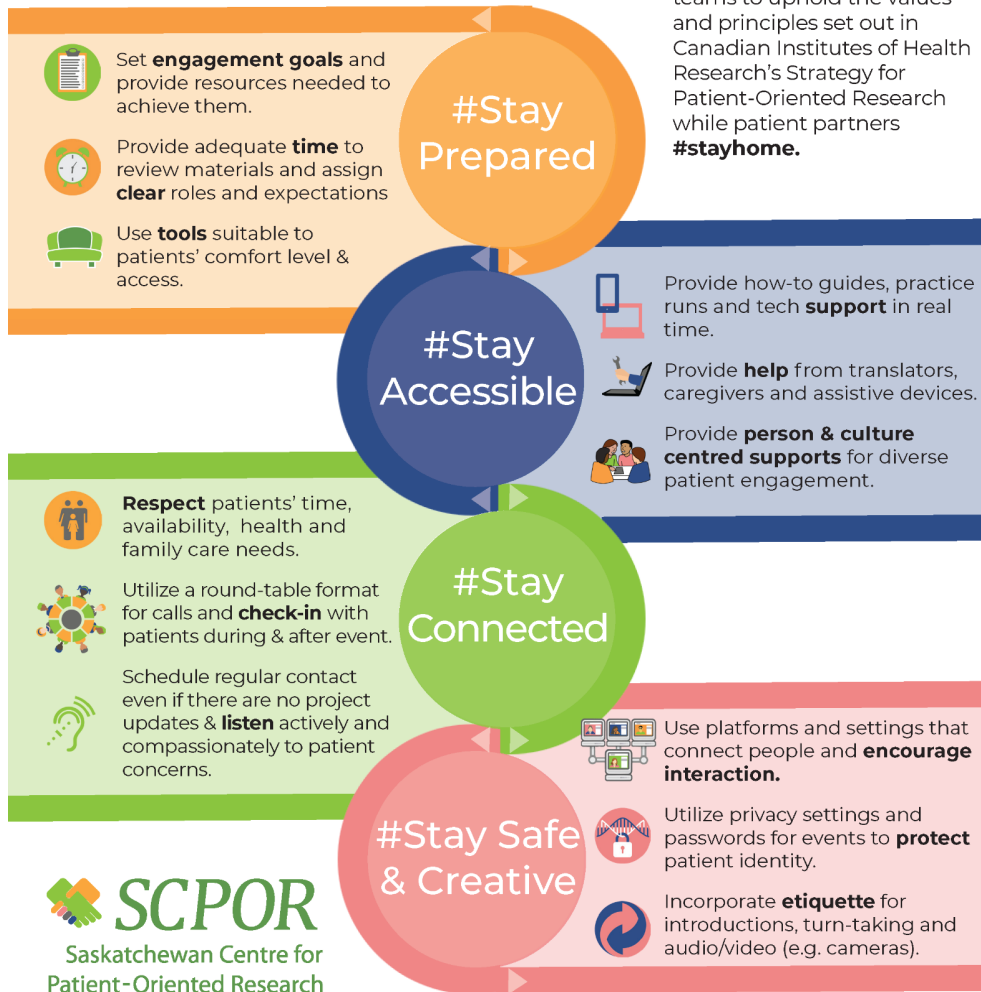 teams to uphold the values
and principles set out in
Canadian Institutes of Health
Research's Strategy for
Patient-Oriented Research
while patient partners
#stayhome.
#Stay
Prepared
Set engagement goals and
provide resources needed to
achieve them.
Provide adequate time to
review materials and assign
clear roles and expectations
Use tools suitable to
patients' comfort level &
access.
#Stay
Accessible
Provide how-to guides, practice
runs and tech support in real
time.
Provide help from translators,
caregivers and assistive devices.
Provide person & culture
centred supports for diverse
patient engagement.
#Stay
Connected
Respect patients' time,
availability, health and
family care needs.
Utilize a round-table format
for calls and check-in with
patients during & after event.
Schedule regular contact
even if there are no project
updates & listen actively and
compassionately to patient
concerns.
#Stay Safe
& Creative
Use platforms and settings that
connect people and encourage
interaction.
Utilize privacy settings and
passwords for events to protect
patient identity.
Incorporate etiquette for
introductions, turn-taking and
audio/video (e.g. cameras).
SCPOR
Saskatchewan Centre for
Patient-Oriented Research